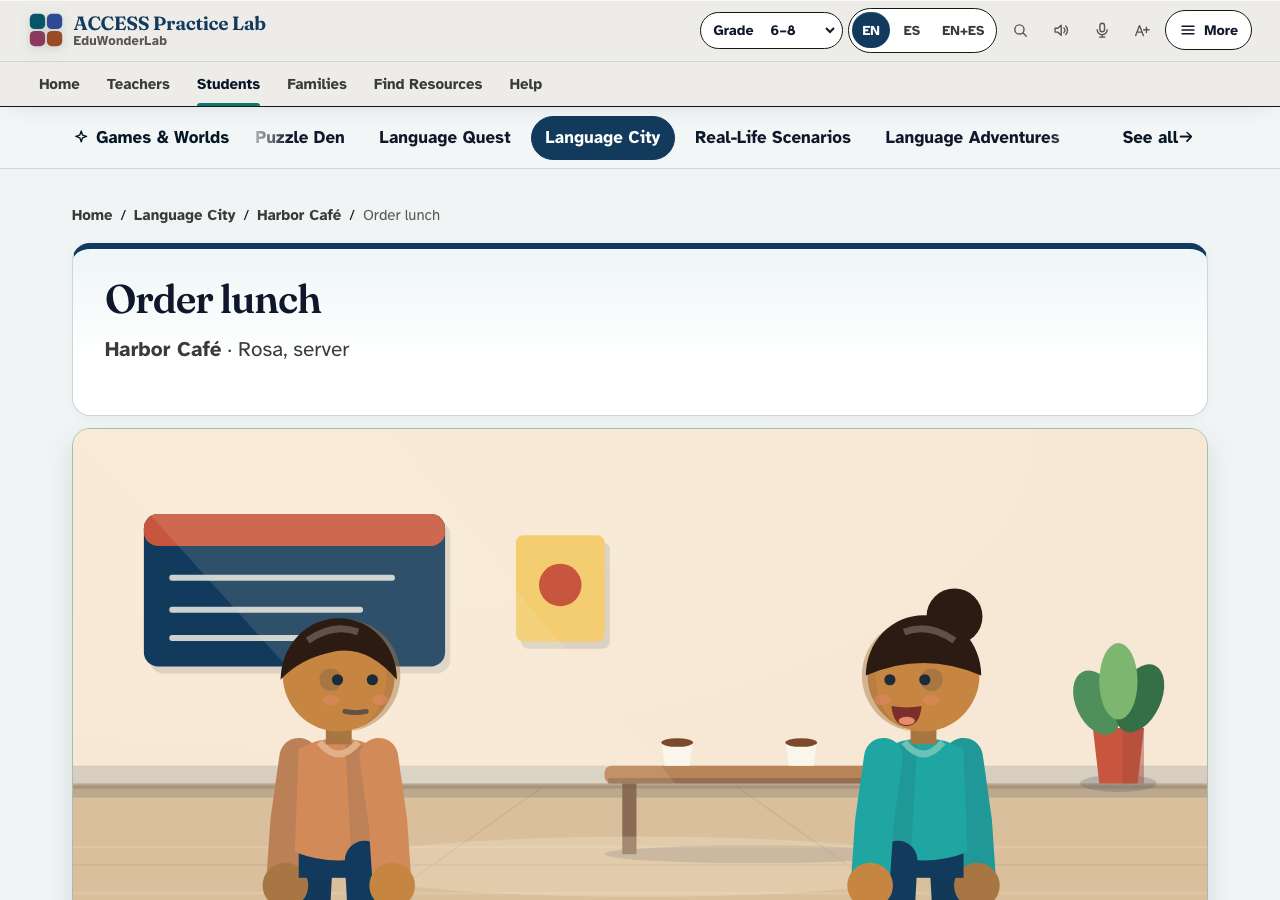 ACCESS Practice Lab
EduWonderLab
Grade 6–8
EN ES EN+ES
A+
More
Home Teachers Students Families Find Resources Help
Games & Worlds Puzzle Den Language Quest Language City Real-Life Scenarios Language Adventures See all→
Home / Language City / Harbor Café / Order lunch
Order lunch
Harbor Café · Rosa, server